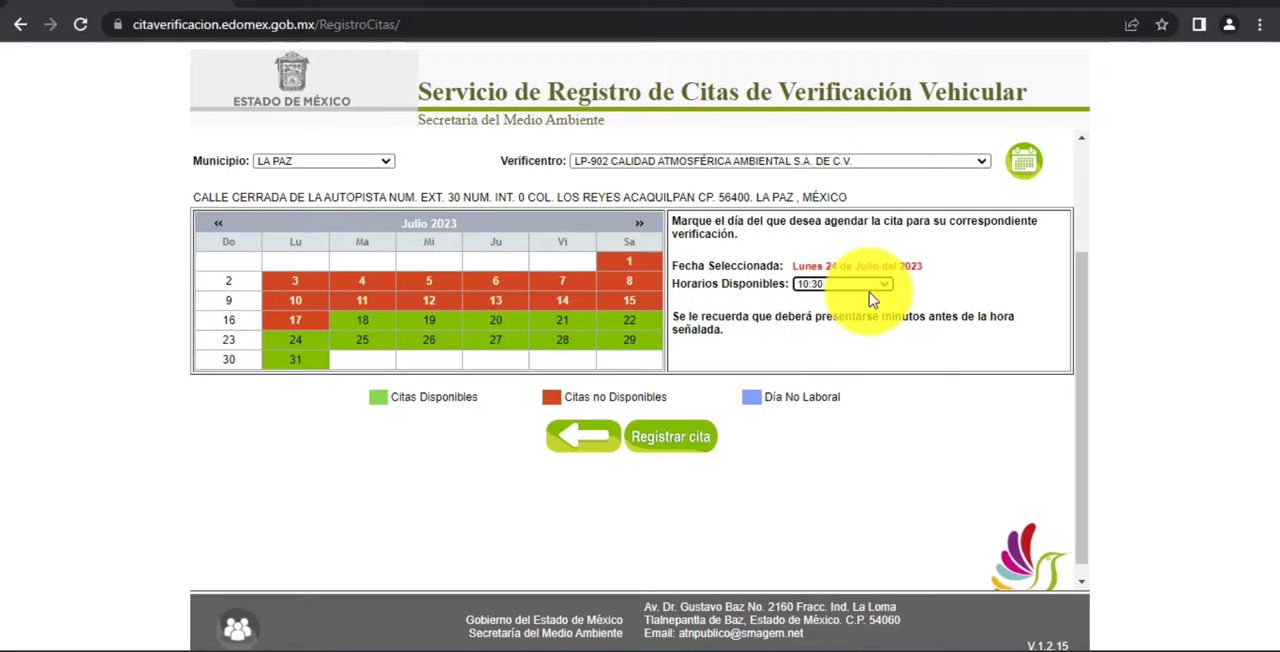 citaverificacion.edomex.gob.mx/RegistroCitas/
ESTADO DE MÉXICO
Servicio de Registro de Citas de Verificación Vehicular
Secretaría del Medio Ambiente
Municipio: LA PAZ Verificentro: LP-902 CALIDAD ATMOSFÉRICA AMBIENTAL S.A. DE C.V.
CALLE CERRADA DE LA AUTOPISTA NUM. EXT. 30 NUM. INT. 0 COL. LOS REYES ACAQUILPAN CP. 56400. LA PAZ , MÉXICO
« Julio 2023 »
Do Lu Ma Mi Ju Vi Sa
1
2 3 4 5 6 7 8
9 10 11 12 13 14 15
16 17 18 19 20 21 22
23 24 25 26 27 28 29
30 31
Marque el día del que desea agendar la cita para su correspondiente
verificación.
Fecha Seleccionada: Lunes 24 de Julio del 2023
Horarios Disponibles: 10:30
Se le recuerda que deberá presentarse minutos antes de la hora
señalada.
Citas Disponibles Citas no Disponibles Día No Laboral
Registrar cita
Gobierno del Estado de México
Secretaría del Medio Ambiente
Av. Dr. Gustavo Baz No. 2160 Fracc. Ind. La Loma
Tlalnepantla de Baz, Estado de México. C.P. 54060
Email: atnpublico@smagem.net
V.1.2.15